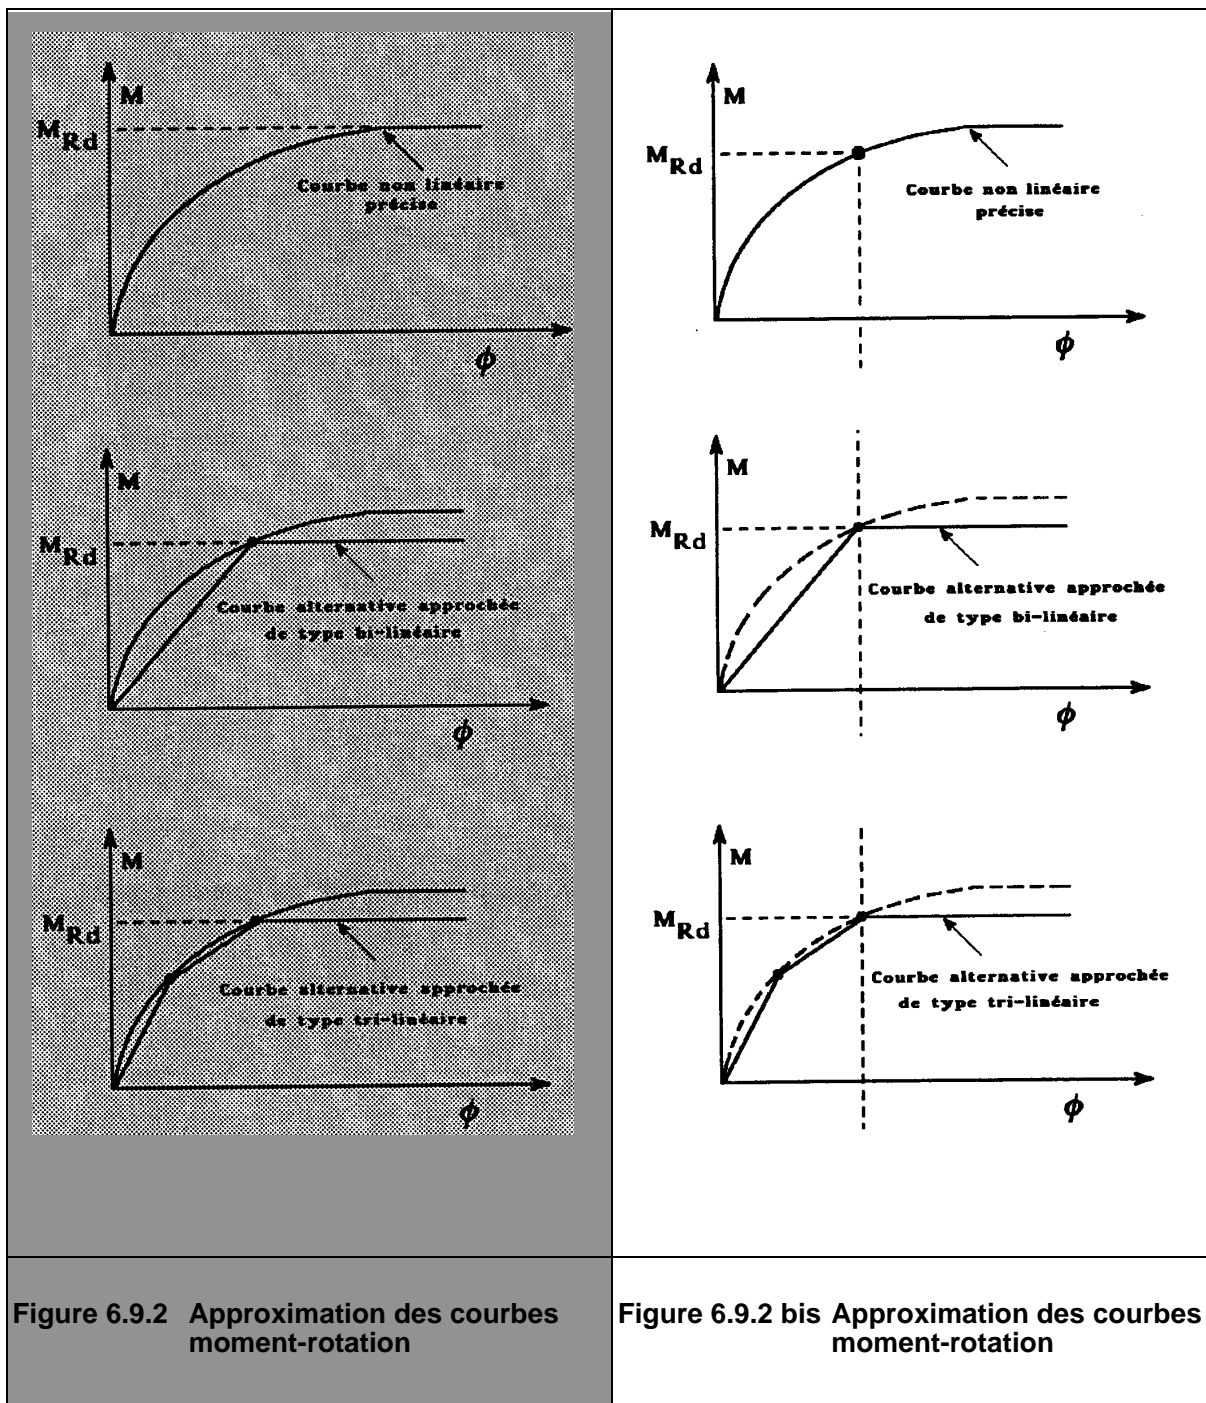 M
M Rd
Courbe non linéaire
précise
ϕ
M
M Rd
Courbe alternative approchée
de type bi-linéaire
ϕ
M
M Rd
Courbe alternative approchée
de type tri-linéaire
ϕ
M
M Rd
Courbe non linéaire
précise
ϕ
M
M Rd
Courbe alternative approchée
de type bi-linéaire
ϕ
M
M Rd
Courbe alternative approchée
de type tri-linéaire
ϕ
Figure 6.9.2 Approximation des courbes
moment-rotation
Figure 6.9.2 bis Approximation des courbes
moment-rotation